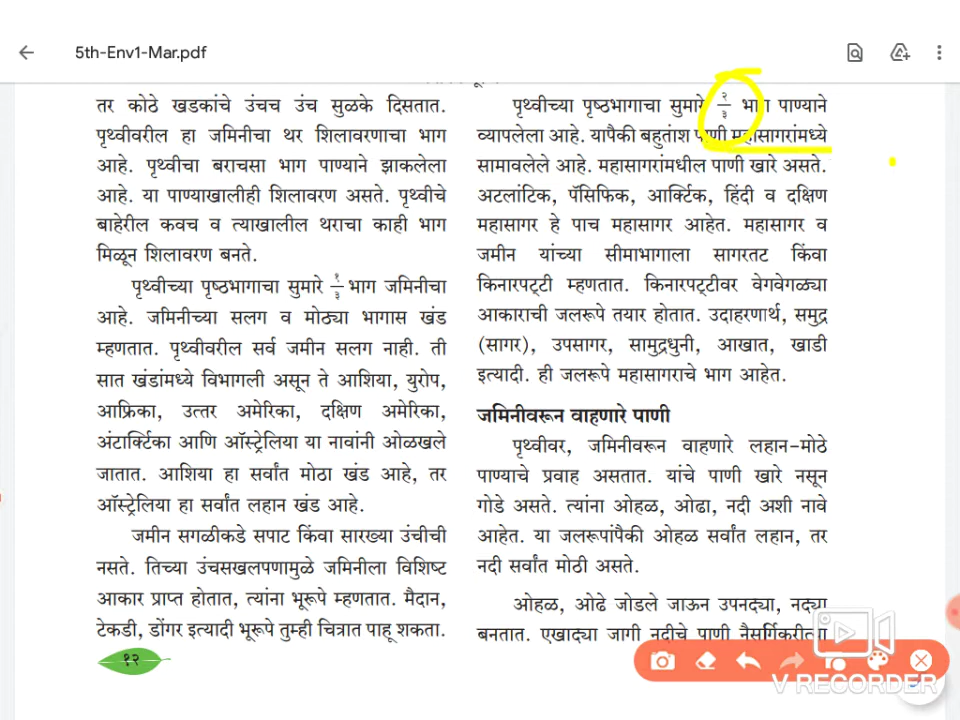 5th-Env1-Mar.pdf
तर कोठे खडकांचे उंचच उंच सुळके दिसतात.
पृथ्वीवरील हा जमिनीचा थर शिलावरणाचा भाग
आहे. पृथ्वीचा बराचसा भाग पाण्याने झाकलेला
आहे. या पाण्याखालीही शिलावरण असते. पृथ्वीचे
बाहेरील कवच व त्याखालील थराचा काही भाग
मिळून शिलावरण बनते.
पृथ्वीच्या पृष्ठभागाचा सुमारे १/३ भाग जमिनीचा
आहे. जमिनीच्या सलग व मोठ्या भागास खंड
म्हणतात. पृथ्वीवरील सर्व जमीन सलग नाही. ती
सात खंडांमध्ये विभागली असून ते आशिया, युरोप,
आफ्रिका, उत्तर अमेरिका, दक्षिण अमेरिका,
अंटार्क्टिका आणि ऑस्ट्रेलिया या नावांनी ओळखले
जातात. आशिया हा सर्वांत मोठा खंड आहे, तर
ऑस्ट्रेलिया हा सर्वांत लहान खंड आहे.
जमीन सगळीकडे सपाट किंवा सारख्या उंचीची
नसते. तिच्या उंचसखलपणामुळे जमिनीला विशिष्ट
आकार प्राप्त होतात, त्यांना भूरूपे म्हणतात. मैदान,
टेकडी, डोंगर इत्यादी भूरूपे तुम्ही चित्रात पाहू शकता.
१२
पृथ्वीच्या पृष्ठभागाचा सुमारे २/३ भाग पाण्याने
व्यापलेला आहे. यापैकी बहुतांश पाणी महासागरांमध्ये
सामावलेले आहे. महासागरांमधील पाणी खारे असते.
अटलांटिक, पॅसिफिक, आर्क्टिक, हिंदी व दक्षिण
महासागर हे पाच महासागर आहेत. महासागर व
जमीन यांच्या सीमाभागाला सागरतट किंवा
किनारपट्टी म्हणतात. किनारपट्टीवर वेगवेगळ्या
आकाराची जलरूपे तयार होतात. उदाहरणार्थ, समुद्र
(सागर), उपसागर, सामुद्रधुनी, आखात, खाडी
इत्यादी. ही जलरूपे महासागराचे भाग आहेत.
जमिनीवरून वाहणारे पाणी
पृथ्वीवर, जमिनीवरून वाहणारे लहान-मोठे
पाण्याचे प्रवाह असतात. यांचे पाणी खारे नसून
गोडे असते. त्यांना ओहळ, ओढा, नदी अशी नावे
आहेत. या जलरूपांपैकी ओहळ सर्वांत लहान, तर
नदी सर्वांत मोठी असते.
ओहळ, ओढे जोडले जाऊन उपनद्या, नद्या
बनतात. एखाद्या जागी नदीचे पाणी नैसर्गिकरीत्या
V RECORDER